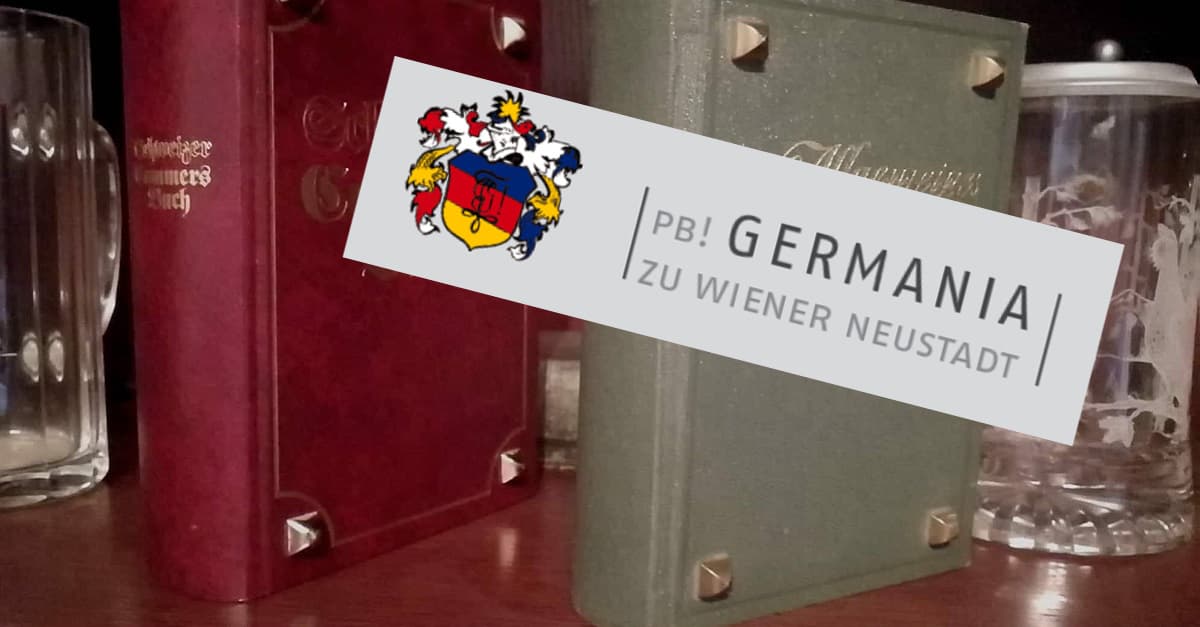 Schweizer
Commers
Buch
PB! GERMANIA
ZU WIENER NEUSTADT